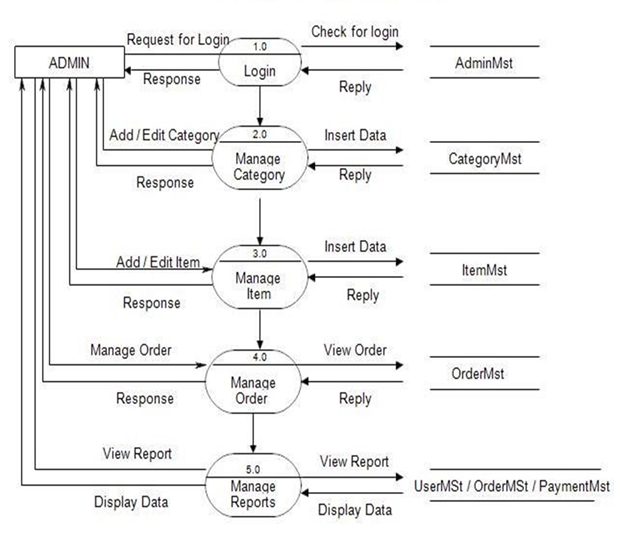 Request for Login
1.0
Check for login
ADMIN
Login
AdminMst
Response
Reply
Add / Edit Category
2.0
Insert Data
Manage
Category
CategoryMst
Response
Reply
Add / Edit Item
3.0
Insert Data
Manage
Item
ItemMst
Response
Reply
Manage Order
4.0
View Order
Manage
Order
OrderMst
Response
Reply
View Report
5.0
View Report
Manage
Reports
UserMSt / OrderMSt / PaymentMst
Display Data
Display Data